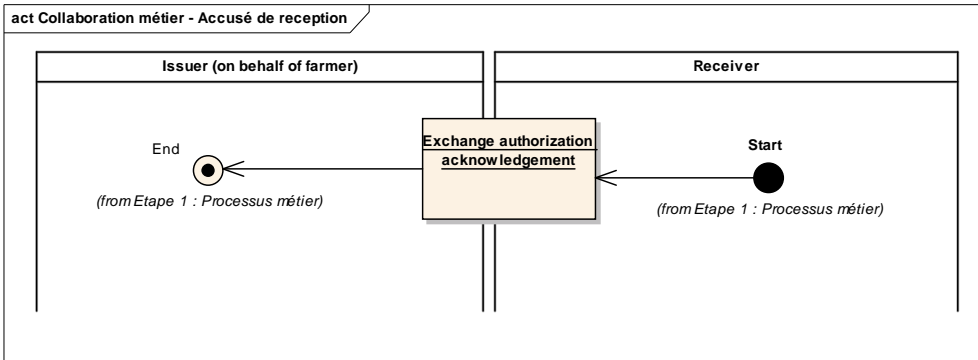 act Collaboration métier - Accusé de reception
Issuer (on behalf of farmer)
Receiver
End
(from Etape 1 : Processus métier)
Exchange authorization
acknowledgement
Start
(from Etape 1 : Processus métier)